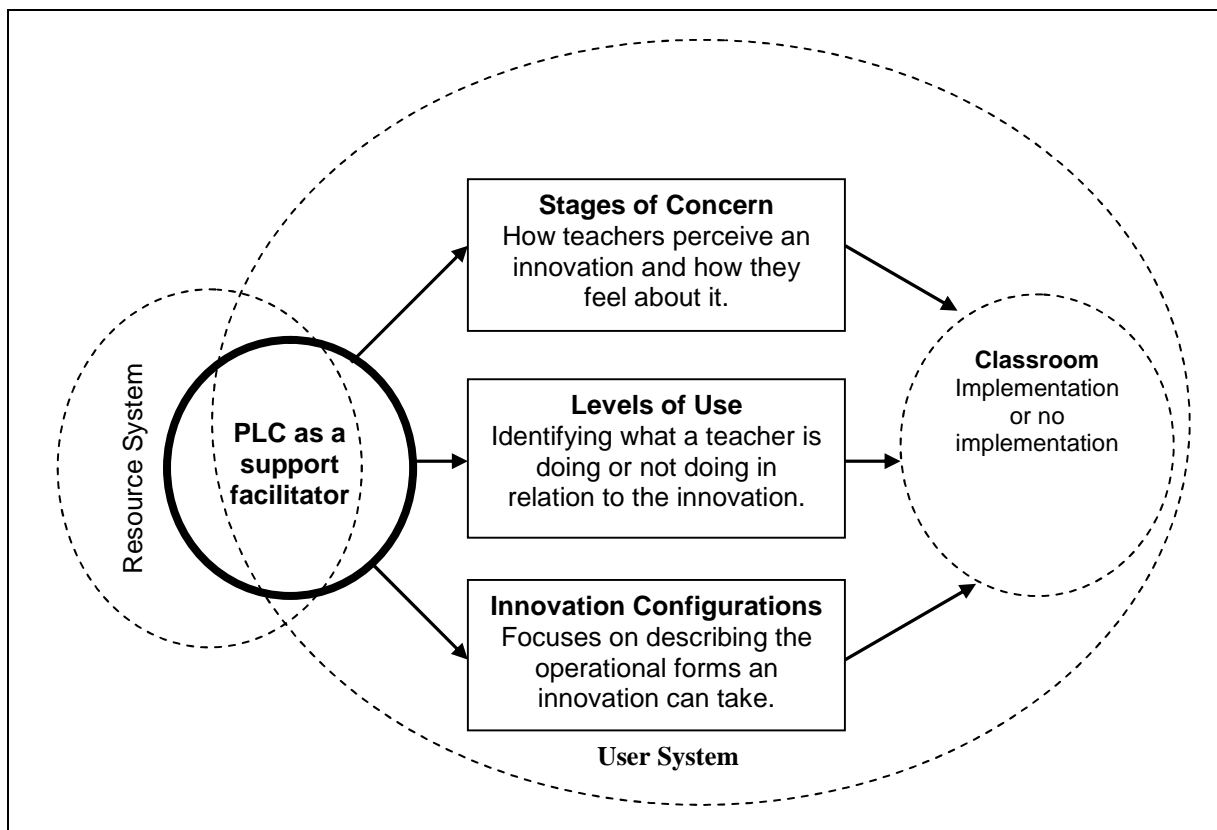 Resource System
PLC as a
support
facilitator
Stages of Concern
How teachers perceive an
innovation and how they
feel about it.
Levels of Use
Identifying what a teacher is
doing or not doing in
relation to the innovation.
Innovation Configurations
Focuses on describing the
operational forms an
innovation can take.
Classroom
Implementation
or no
implementation
User System